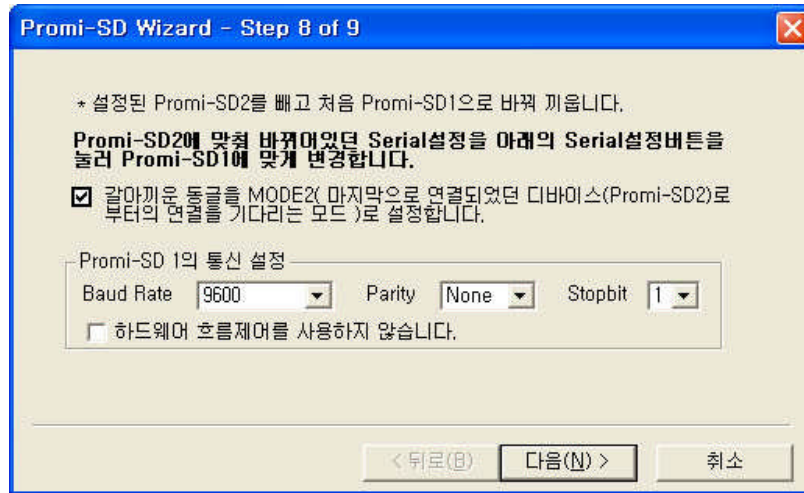 Promi-SD Wizard - Step 8 of 9
* 설정된 Promi-SD2를 빼고 처음 Promi-SD1으로 바꿔 끼웁니다.
Promi-SD2에 맞춰 바뀌어있던 Serial설정을 아래의 Serial설정버튼을
눌러 Promi-SD1에 맞게 변경합니다.
갈아끼운 동글을 MODE2( 마지막으로 연결되었던 디바이스(Promi-SD2)로
부터의 연결을 기다리는 모드 )로 설정합니다.
Promi-SD 1의 통신 설정
Baud Rate 9600 Parity None Stopbit 1
하드웨어 흐름제어를 사용하지 않습니다.
< 뒤로(B) 다음(N) > 취소